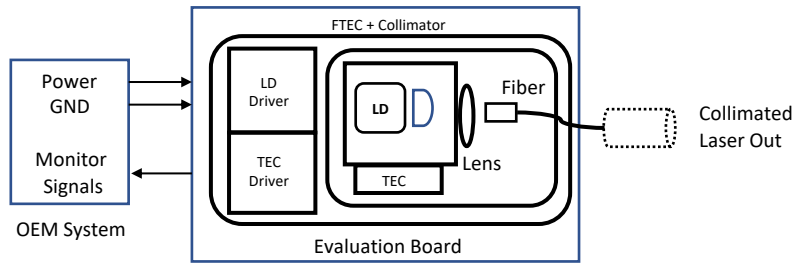 FTEC + Collimator
Power
GND
Monitor
Signals
OEM System
LD
Driver
TEC
Driver
LD
TEC
Lens
Fiber
Collimated
Laser Out
Evaluation Board